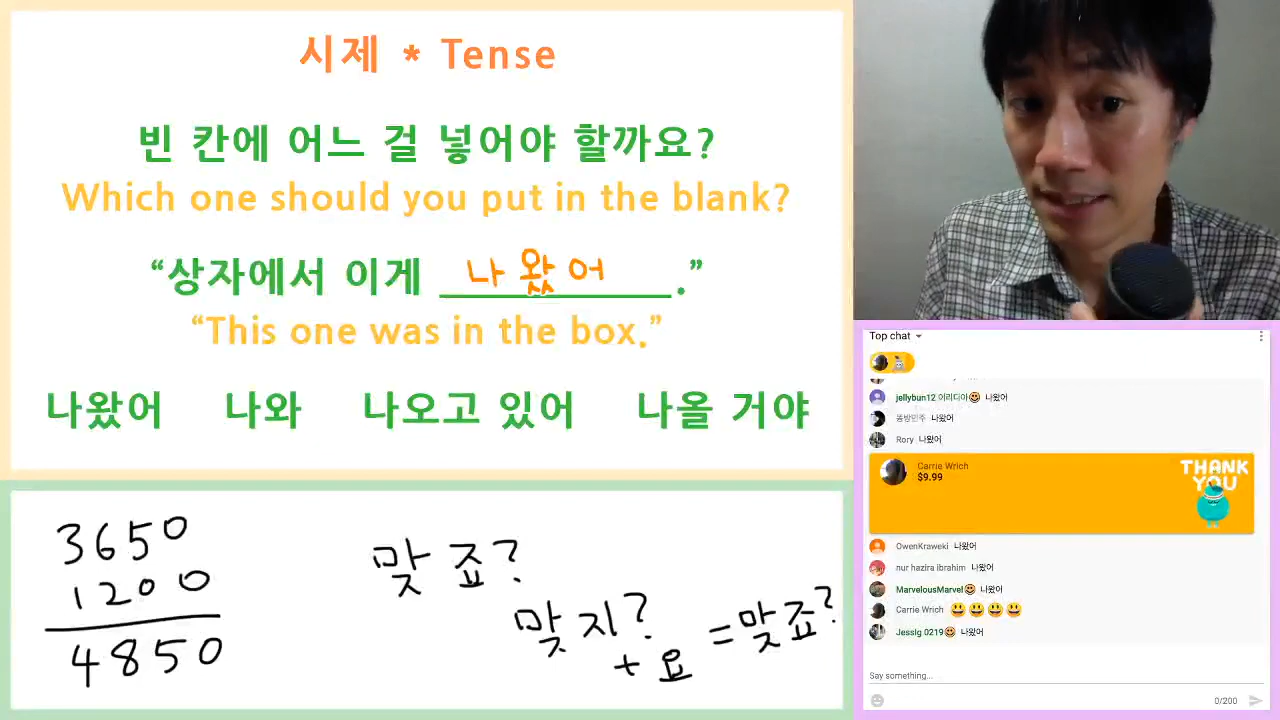 시제 * Tense
빈 칸에 어느 걸 넣어야 할까요?
Which one should you put in the blank?
“상자에서 이게 나왔어.”
“This one was in the box.”
나왔어 나와 나오고 있어 나올 거야
3650
1200
4850
맞죠?
맞지?
+요
=맞죠?
Top chat
jellybun12 이리디아 나왔어
똥방민주 나왔어
Rory 나왔어
Carrie Wrich
$9.99
THANK
YOU
OwenKraweki 나왔어
nur hazira ibrahim 나왔어
MarvelousMarvel 나왔어
Carrie Wrich
Jesslg 0219 나왔어
Say something...
0/200